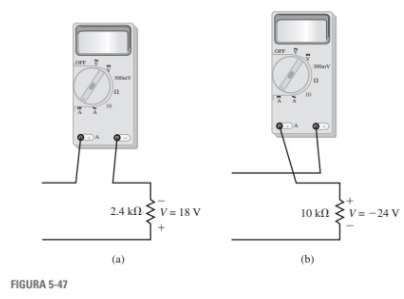 OFF
300mV
Ω
10
A
A
A
OFF
300mV
Ω
10
A
A
A
−
2.4 kΩ V = 18 V
+
+
10 kΩ V = −24 V
−
(a)
(b)
FIGURA 5-47